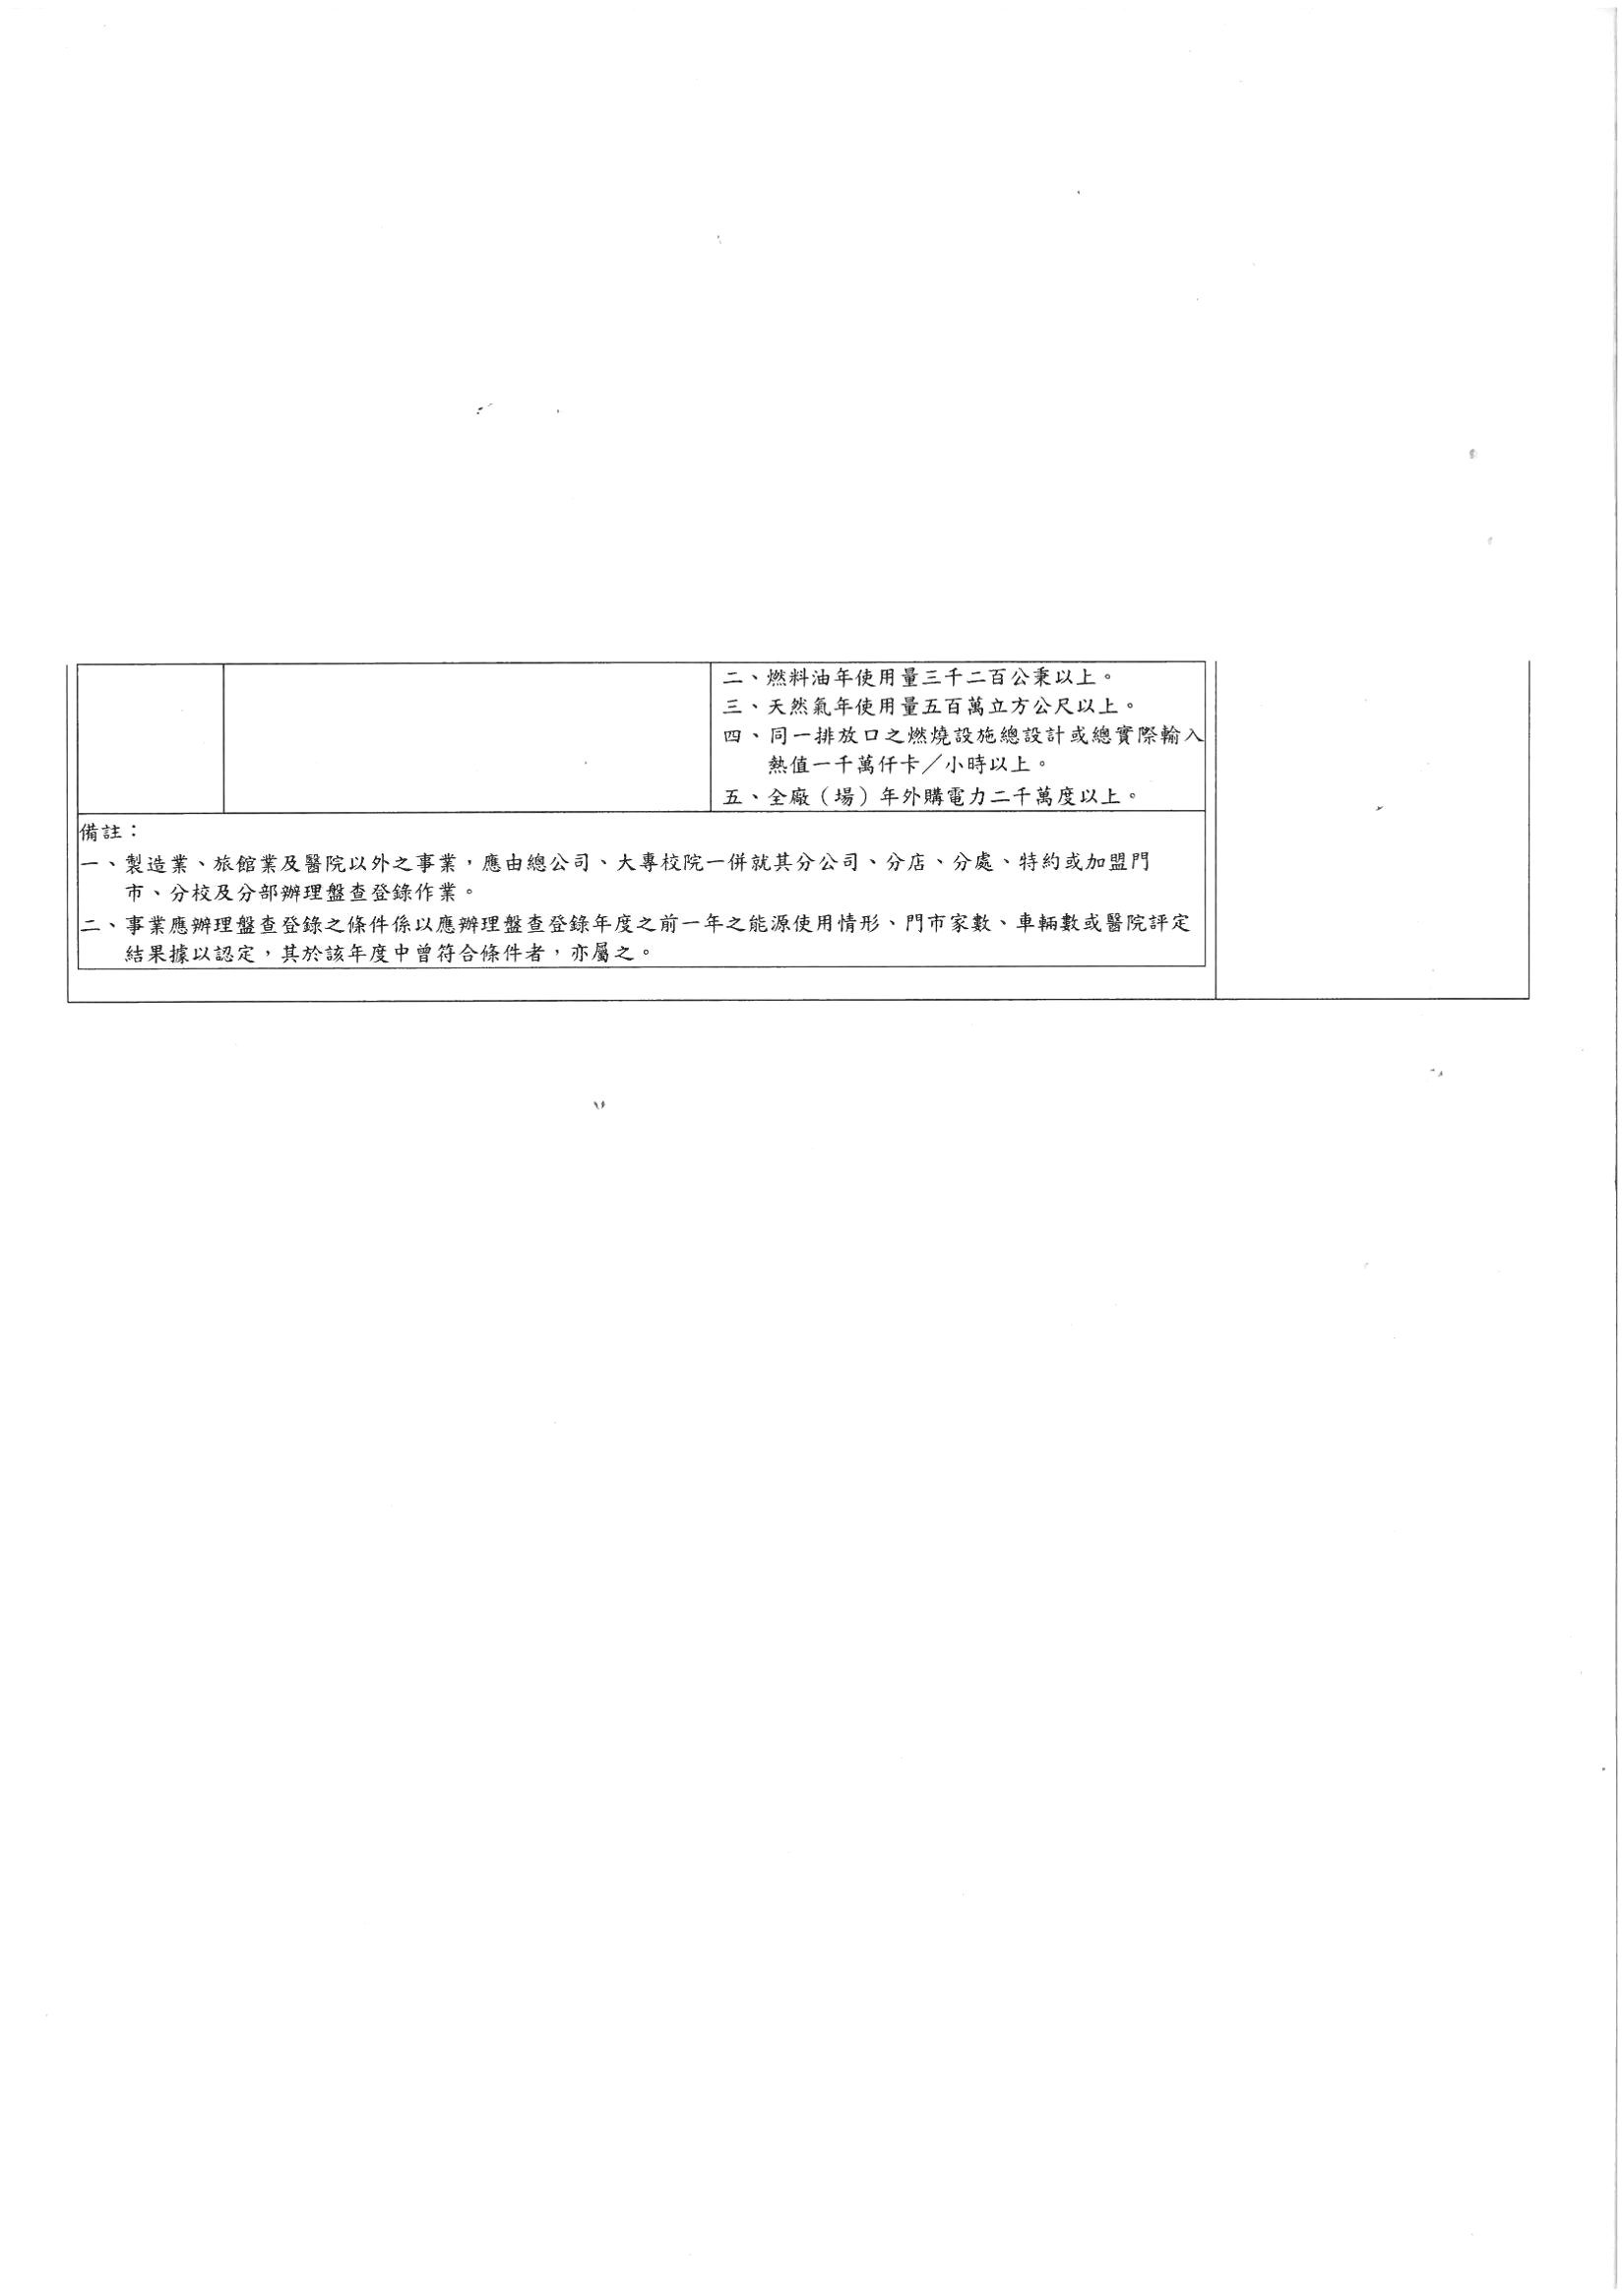 二、燃料油年使用量三千二百公秉以上。
三、天然氣年使用量五百萬立方公尺以上。
四、同一排放口之燃燒設施總設計或總實際輸入
熱值一千萬仟卡／小時以上。
五、全廠（場）年外購電力二千萬度以上。
備註：
一、製造業、旅館業及醫院以外之事業，應由總公司、大專校院一併就其分公司、分店、分處、特約或加盟門
市、分校及分部辦理盤查登錄作業。
二、事業應辦理盤查登錄之條件係以應辦理盤查登錄年度之前一年之能源使用情形、門市家數、車輛數或醫院評定
結果據以認定，其於該年度中曾符合條件者，亦屬之。